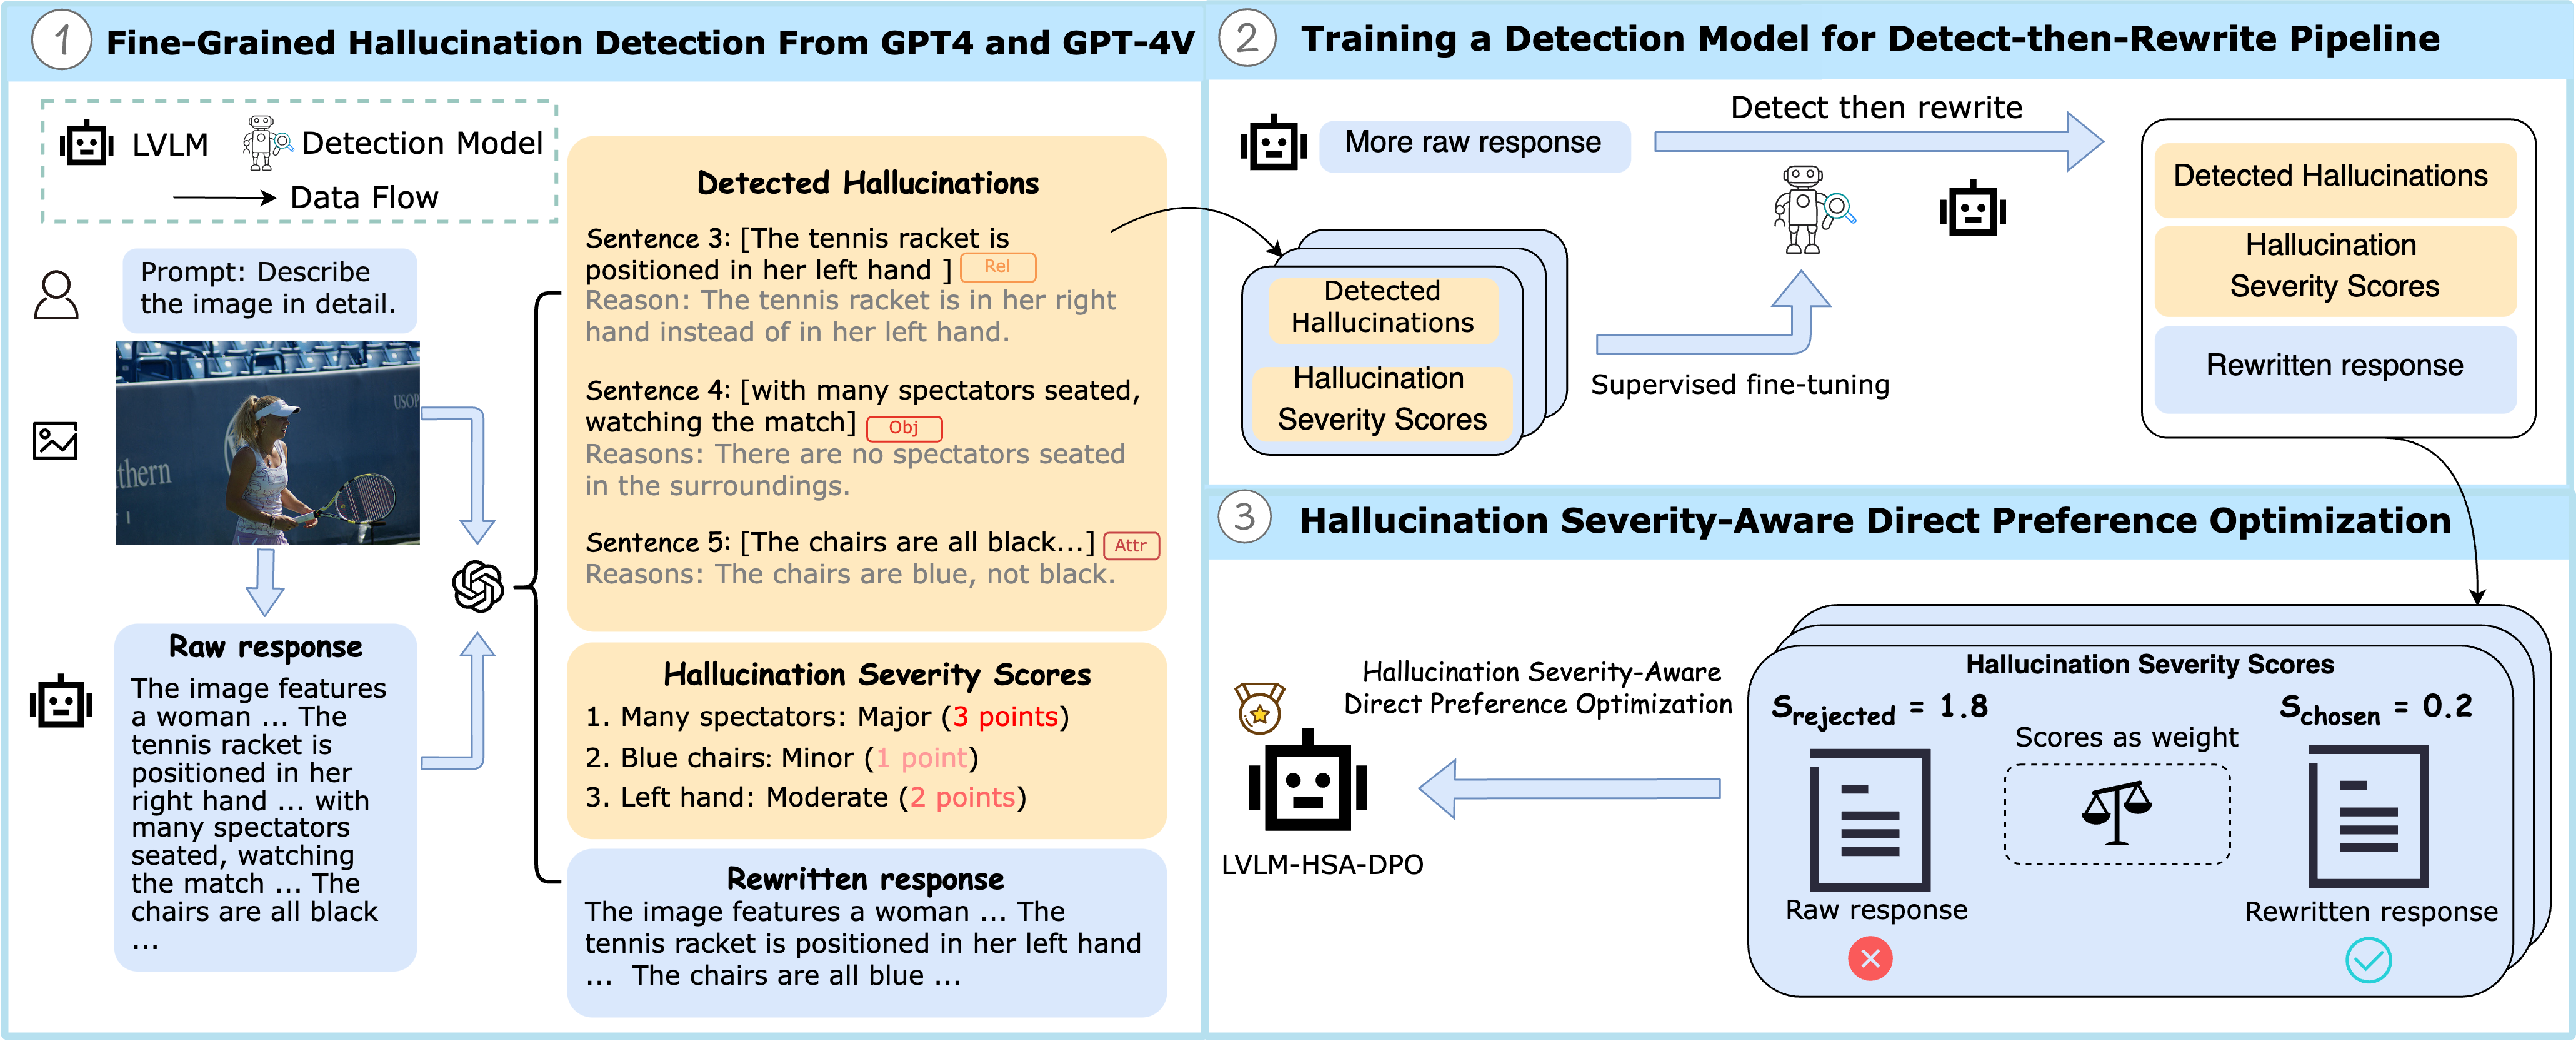 1 Fine-Grained Hallucination Detection From GPT4 and GPT-4V
LVLM
Detection Model
Data Flow
Prompt: Describe
the image in detail.
USOP
thern
Raw response
The image features
a woman ... The
tennis racket is
positioned in her
right hand ... with
many spectators
seated, watching
the match ... The
chairs are all black
...
Detected Hallucinations
Sentence 3: [The tennis racket is
positioned in her left hand ] Rel
Reason: The tennis racket is in her right
hand instead of in her left hand.
Sentence 4: [with many spectators seated,
watching the match] Obj
Reasons: There are no spectators seated
in the surroundings.
Sentence 5: [The chairs are all black...] Attr
Reasons: The chairs are blue, not black.
Hallucination Severity Scores
1. Many spectators: Major (3 points)
2. Blue chairs: Minor (1 point)
3. Left hand: Moderate (2 points)
Rewritten response
The image features a woman ... The
tennis racket is positioned in her left hand
... The chairs are all blue ...
2 Training a Detection Model for Detect-then-Rewrite Pipeline
More raw response
Detect then rewrite
Detected
Hallucinations
Hallucination
Severity Scores
Supervised fine-tuning
Detected Hallucinations
Hallucination
Severity Scores
Rewritten response
3 Hallucination Severity-Aware Direct Preference Optimization
Hallucination Severity-Aware
Direct Preference Optimization
LVLM-HSA-DPO
Hallucination Severity Scores
Srejected = 1.8
Schosen = 0.2
Scores as weight
Raw response
Rewritten response